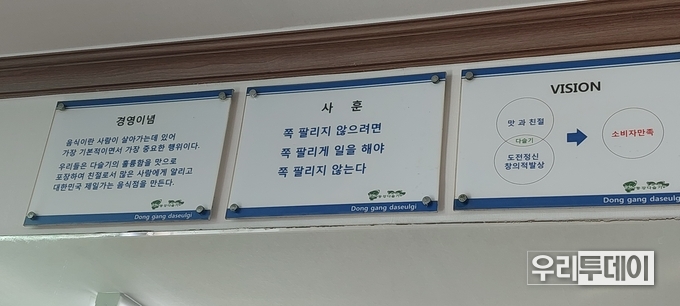 경영이념
음식이란 사람이 살아가는데 있어
가장 기본적이면서 가장 중요한 행위이다.
우리들은 다슬기의 훌륭함을 맛으로
포장하여 친절로서 많은 사람에게 알리고
대한민국 제일가는 음식점을 만든다.
Dong gang daseulgi
사 훈
쪽 팔리지 않으려면
쪽 팔리게 일을 해야
쪽 팔리지 않는다
Dong gang daseulgi
VISION
맛 과 친절
다슬기
도전정신
창의적발상
소비자만족
Dong gang daseulgi
우리투데이